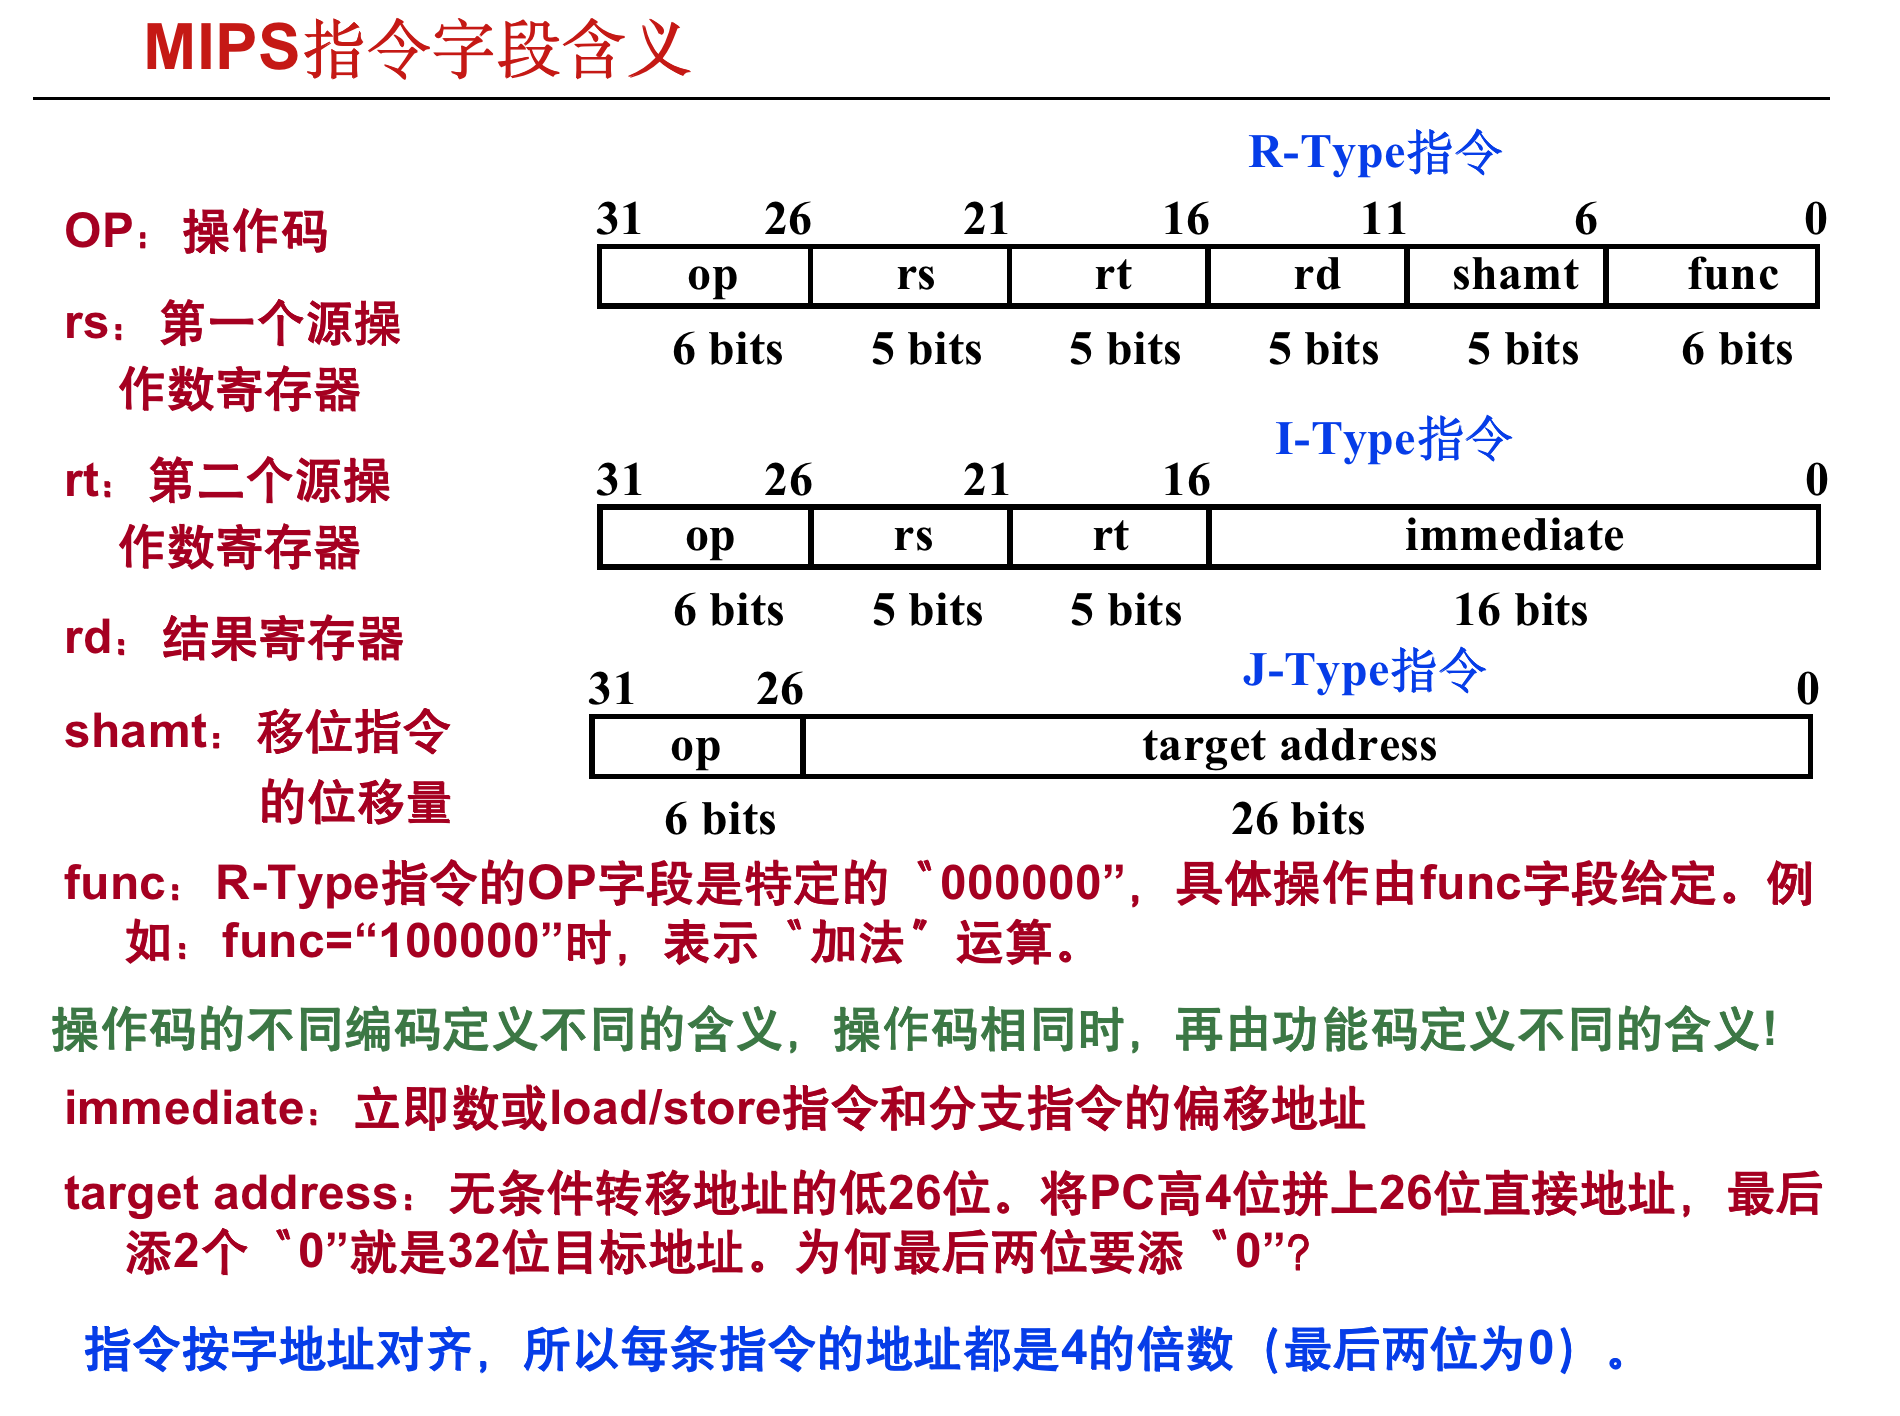 MIPS指令字段含义
R-Type指令
31 26 21 16 11 6 0
op rs rt rd shamt func
6 bits 5 bits 5 bits 5 bits 5 bits 6 bits
I-Type指令
31 26 21 16 0
op rs rt immediate
6 bits 5 bits 5 bits 16 bits
J-Type指令
31 26 0
op target address
6 bits 26 bits
OP：操作码
rs：第一个源操
作数寄存器
rt：第二个源操
作数寄存器
rd：结果寄存器
shamt：移位指令
的位移量
func：R-Type指令的OP字段是特定的〝000000”，具体操作由func字段给定。例
如：func=“100000”时，表示〝加法〞运算。
操作码的不同编码定义不同的含义，操作码相同时，再由功能码定义不同的含义！
immediate：立即数或load/store指令和分支指令的偏移地址
target address：无条件转移地址的低26位。将PC高4位拼上26位直接地址，最后
添2个〝0”就是32位目标地址。为何最后两位要添〝0”？
指令按字地址对齐，所以每条指令的地址都是4的倍数（最后两位为0）。